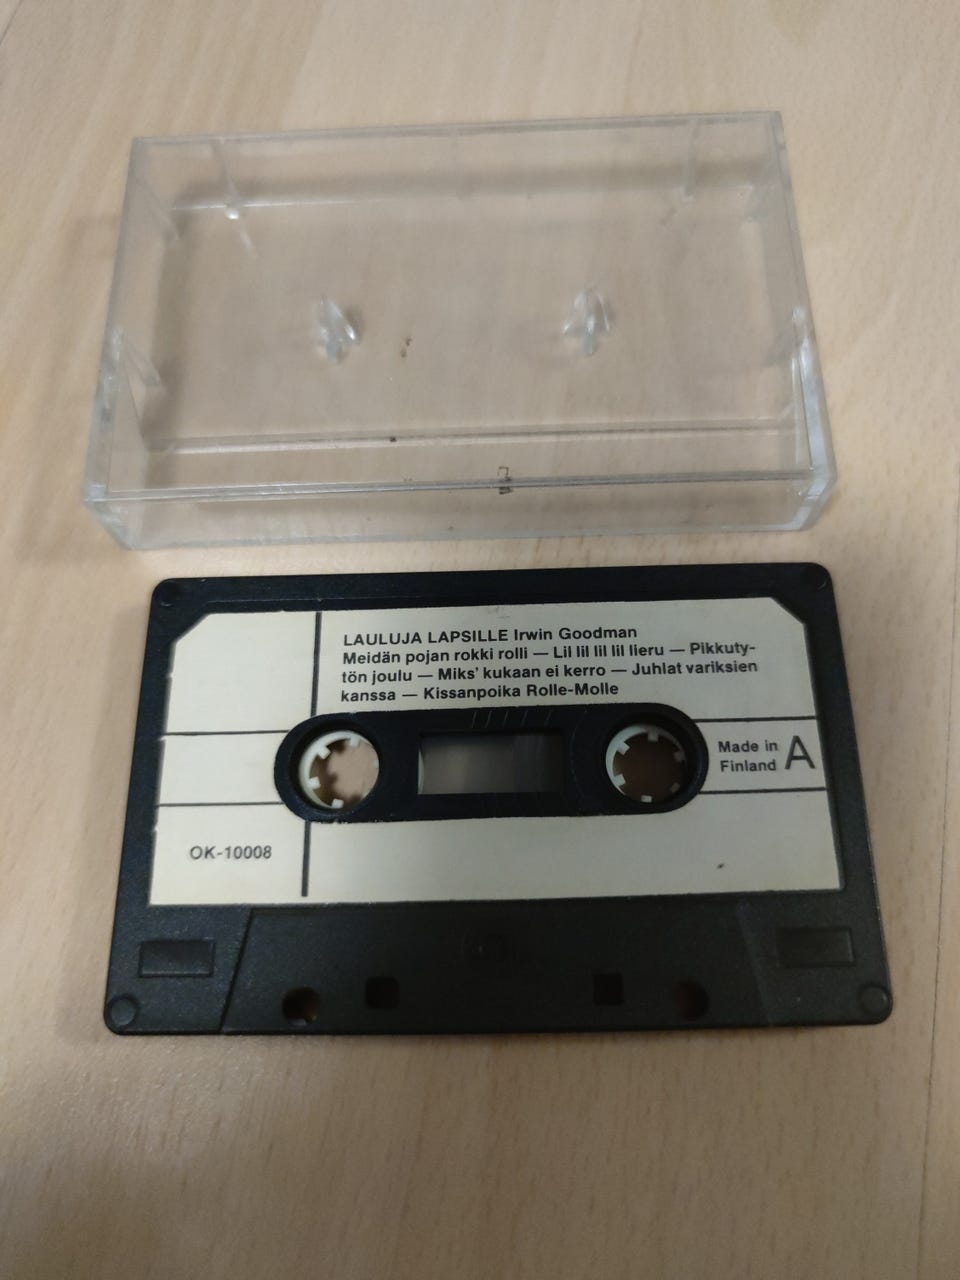 LAULUJA LAPSILLE Irwin Goodman
Meidän pojan rokki rolli — Lil lil lil lil lieru — Pikkuty-
tön joulu — Miks' kukaan ei kerro — Juhlat variksien
kanssa — Kissanpoika Rolle-Molle
Made in
Finland A
OK-10008